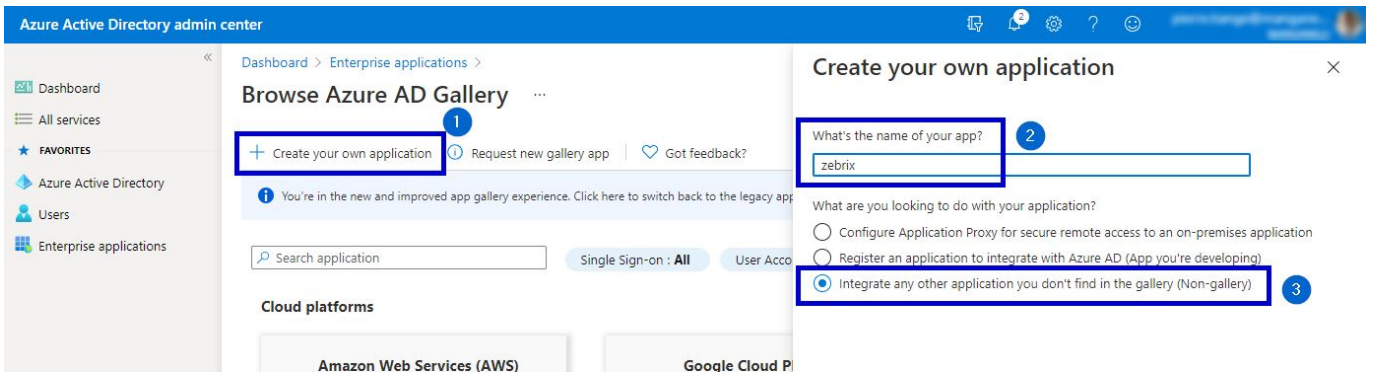 Azure Active Directory admin center
2
«
Dashboard
All services
FAVORITES
Azure Active Directory
Users
Enterprise applications
Dashboard > Enterprise applications >
Browse Azure AD Gallery ...
1
+ Create your own application
Request new gallery app
Got feedback?
You're in the new and improved app gallery experience. Click here to switch back to the legacy app
Search application
Single Sign-on : All
User Acco
Cloud platforms
Amazon Web Services (AWS)
Google Cloud P
Create your own application
What's the name of your app?
2
zebrix
What are you looking to do with your application?
Configure Application Proxy for secure remote access to an on-premises application
Register an application to integrate with Azure AD (App you're developing)
Integrate any other application you don't find in the gallery (Non-gallery)
3